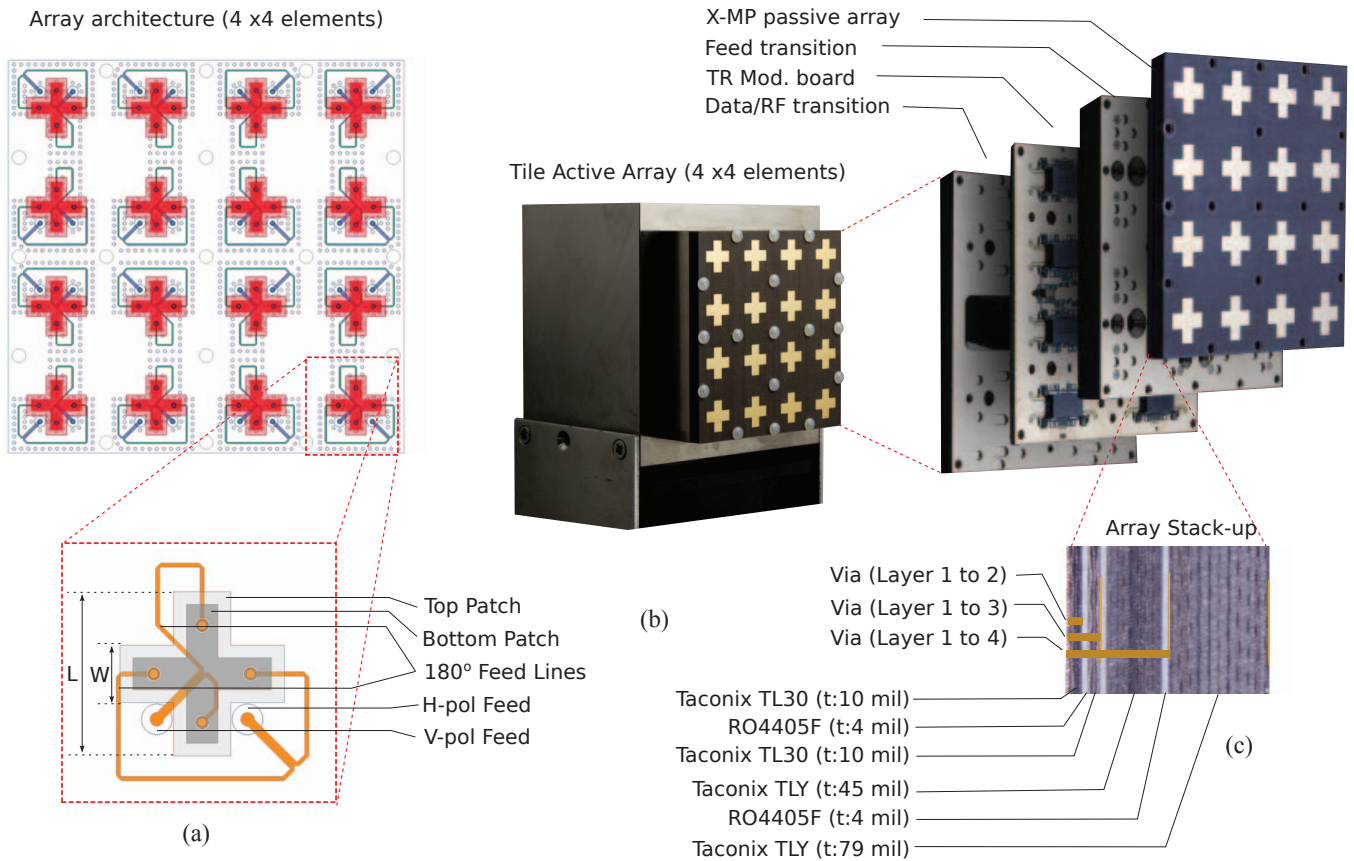 Array architecture (4 x4 elements)
X-MP passive array
Feed transition
TR Mod. board
Data/RF transition
Tile Active Array (4 x4 elements)
Top Patch
Bottom Patch
180º Feed Lines
H-pol Feed
V-pol Feed
L
W
(a)
(b)
Array Stack-up
Via (Layer 1 to 2)
Via (Layer 1 to 3)
Via (Layer 1 to 4)
Taconix TL30 (t:10 mil)
RO4405F (t:4 mil)
Taconix TL30 (t:10 mil)
Taconix TLY (t:45 mil)
RO4405F (t:4 mil)
Taconix TLY (t:79 mil)
(c)